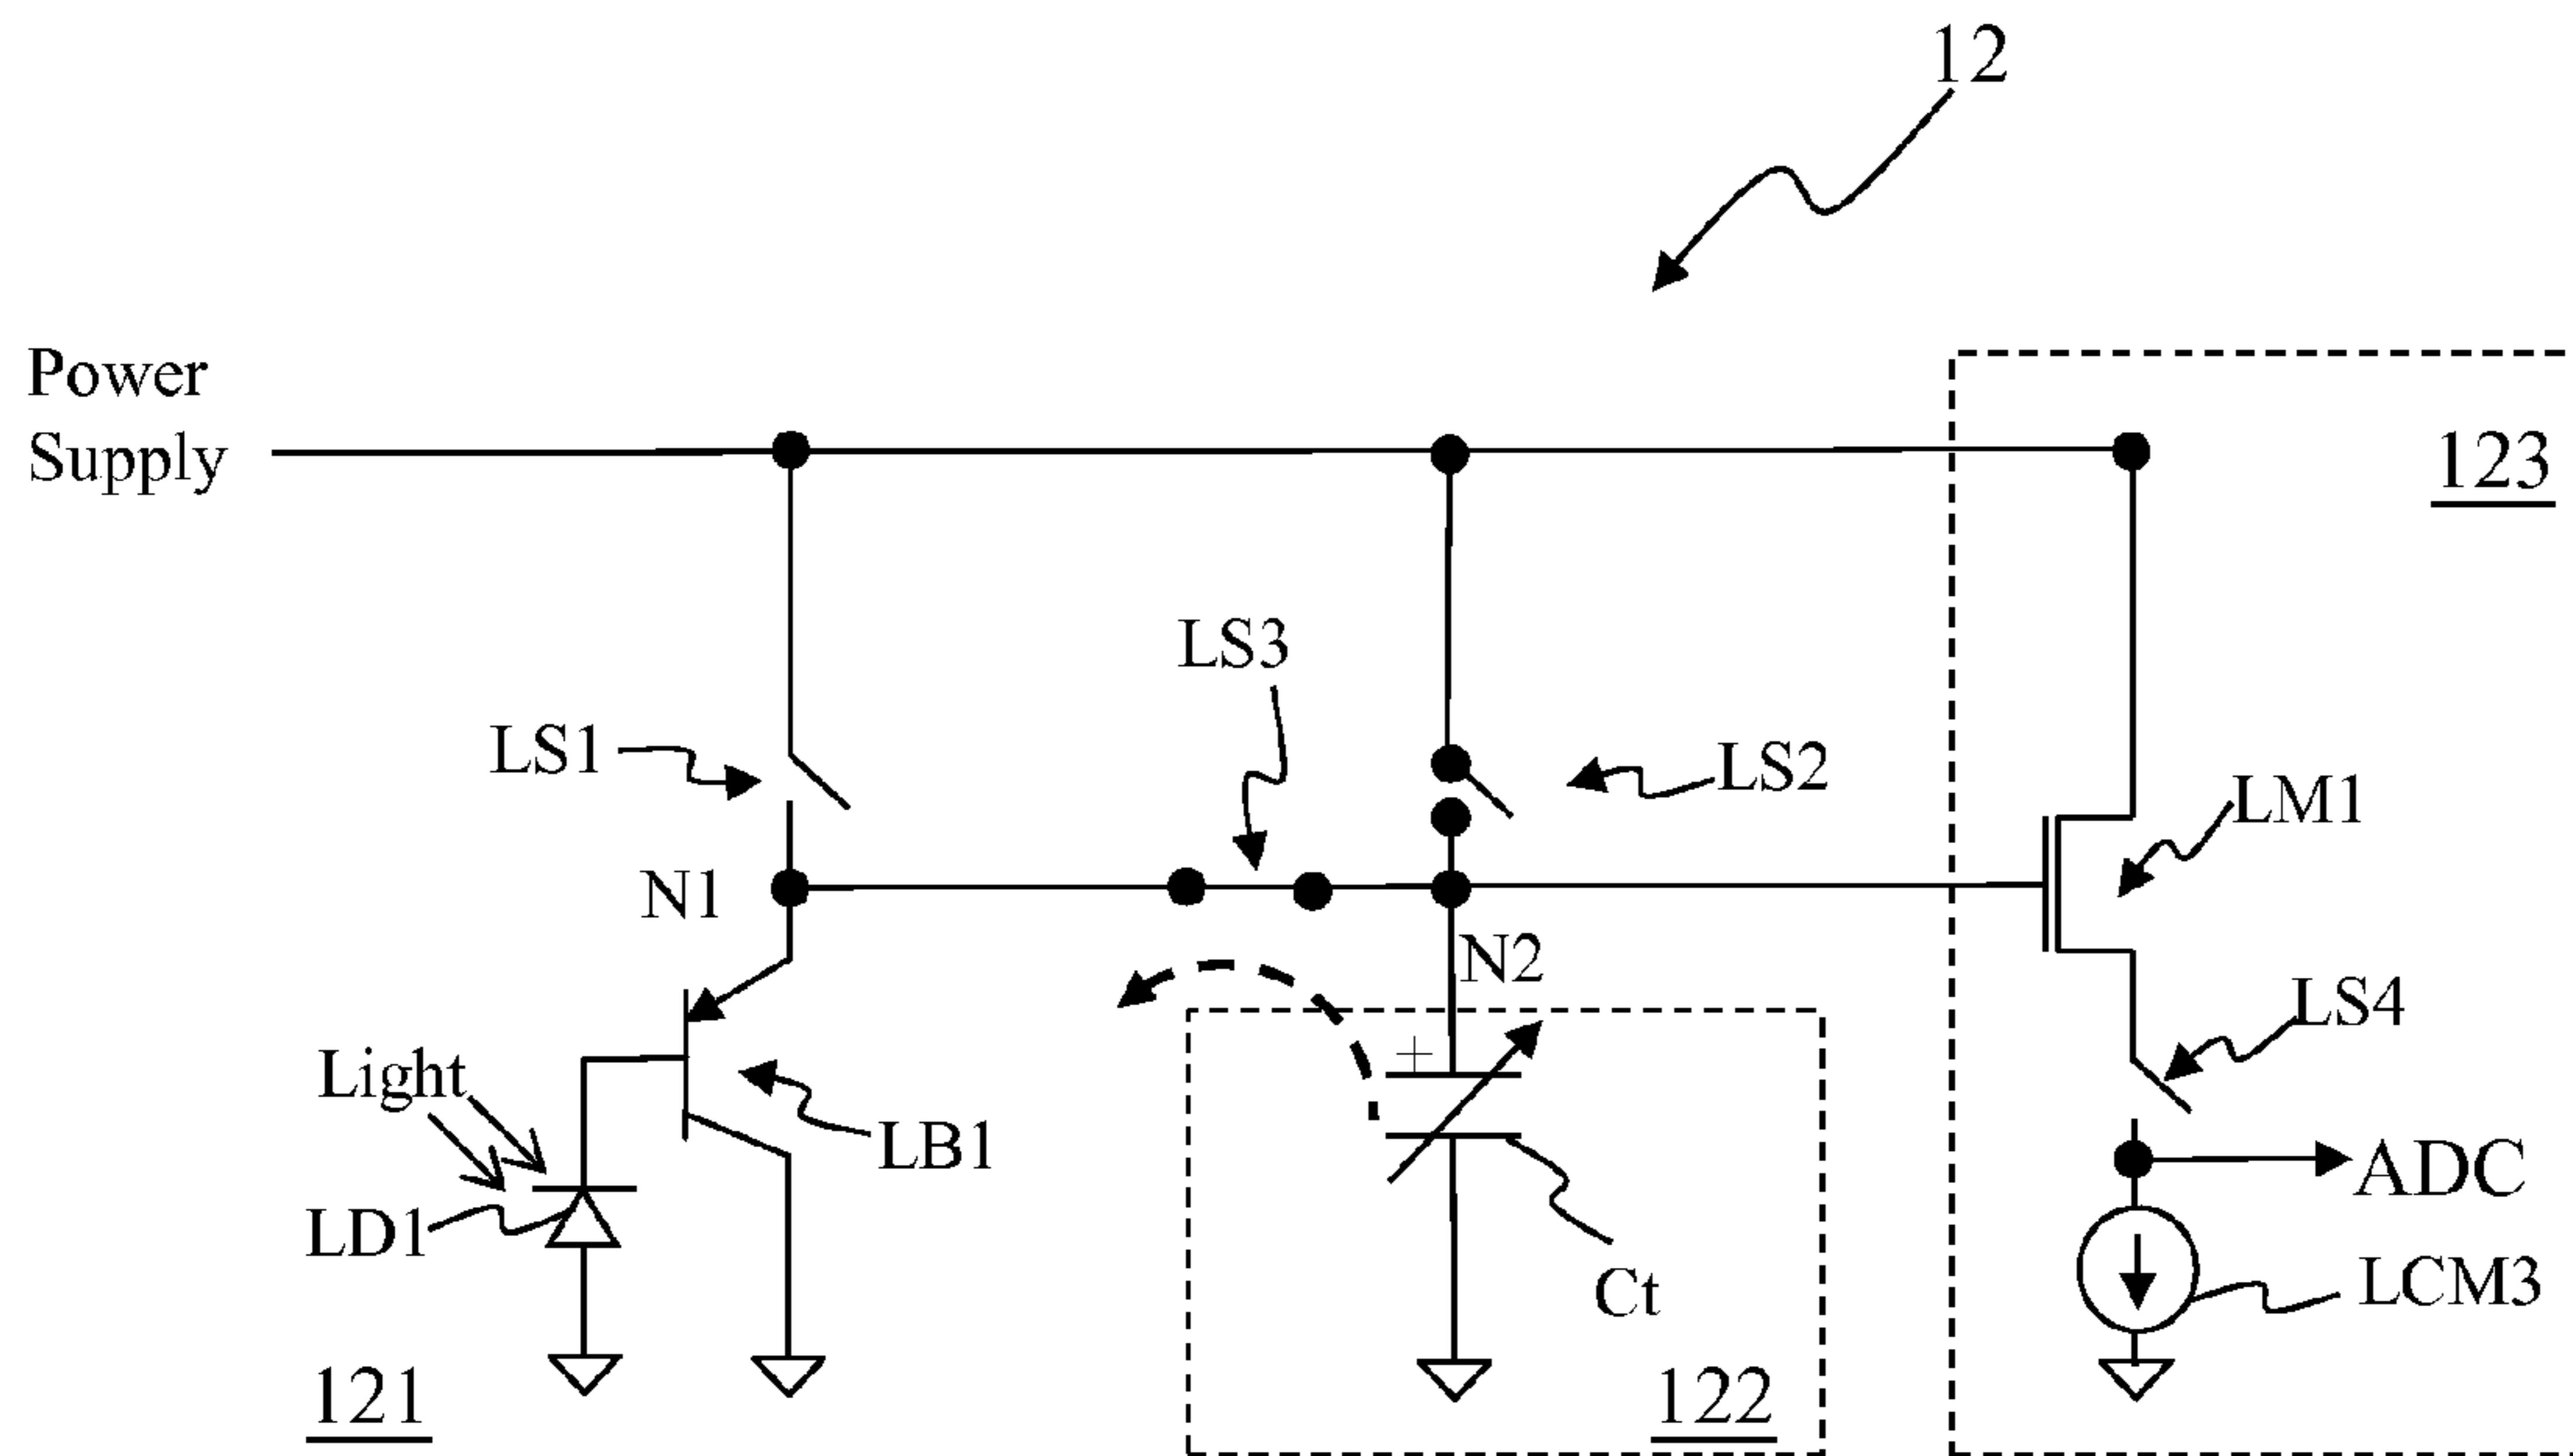 12
Power
Supply
123
LS3
LS1
LS2
LM1
N1
N2
LS4
Light
+
LB1
ADC
LD1
Ct
LCM3
121
122